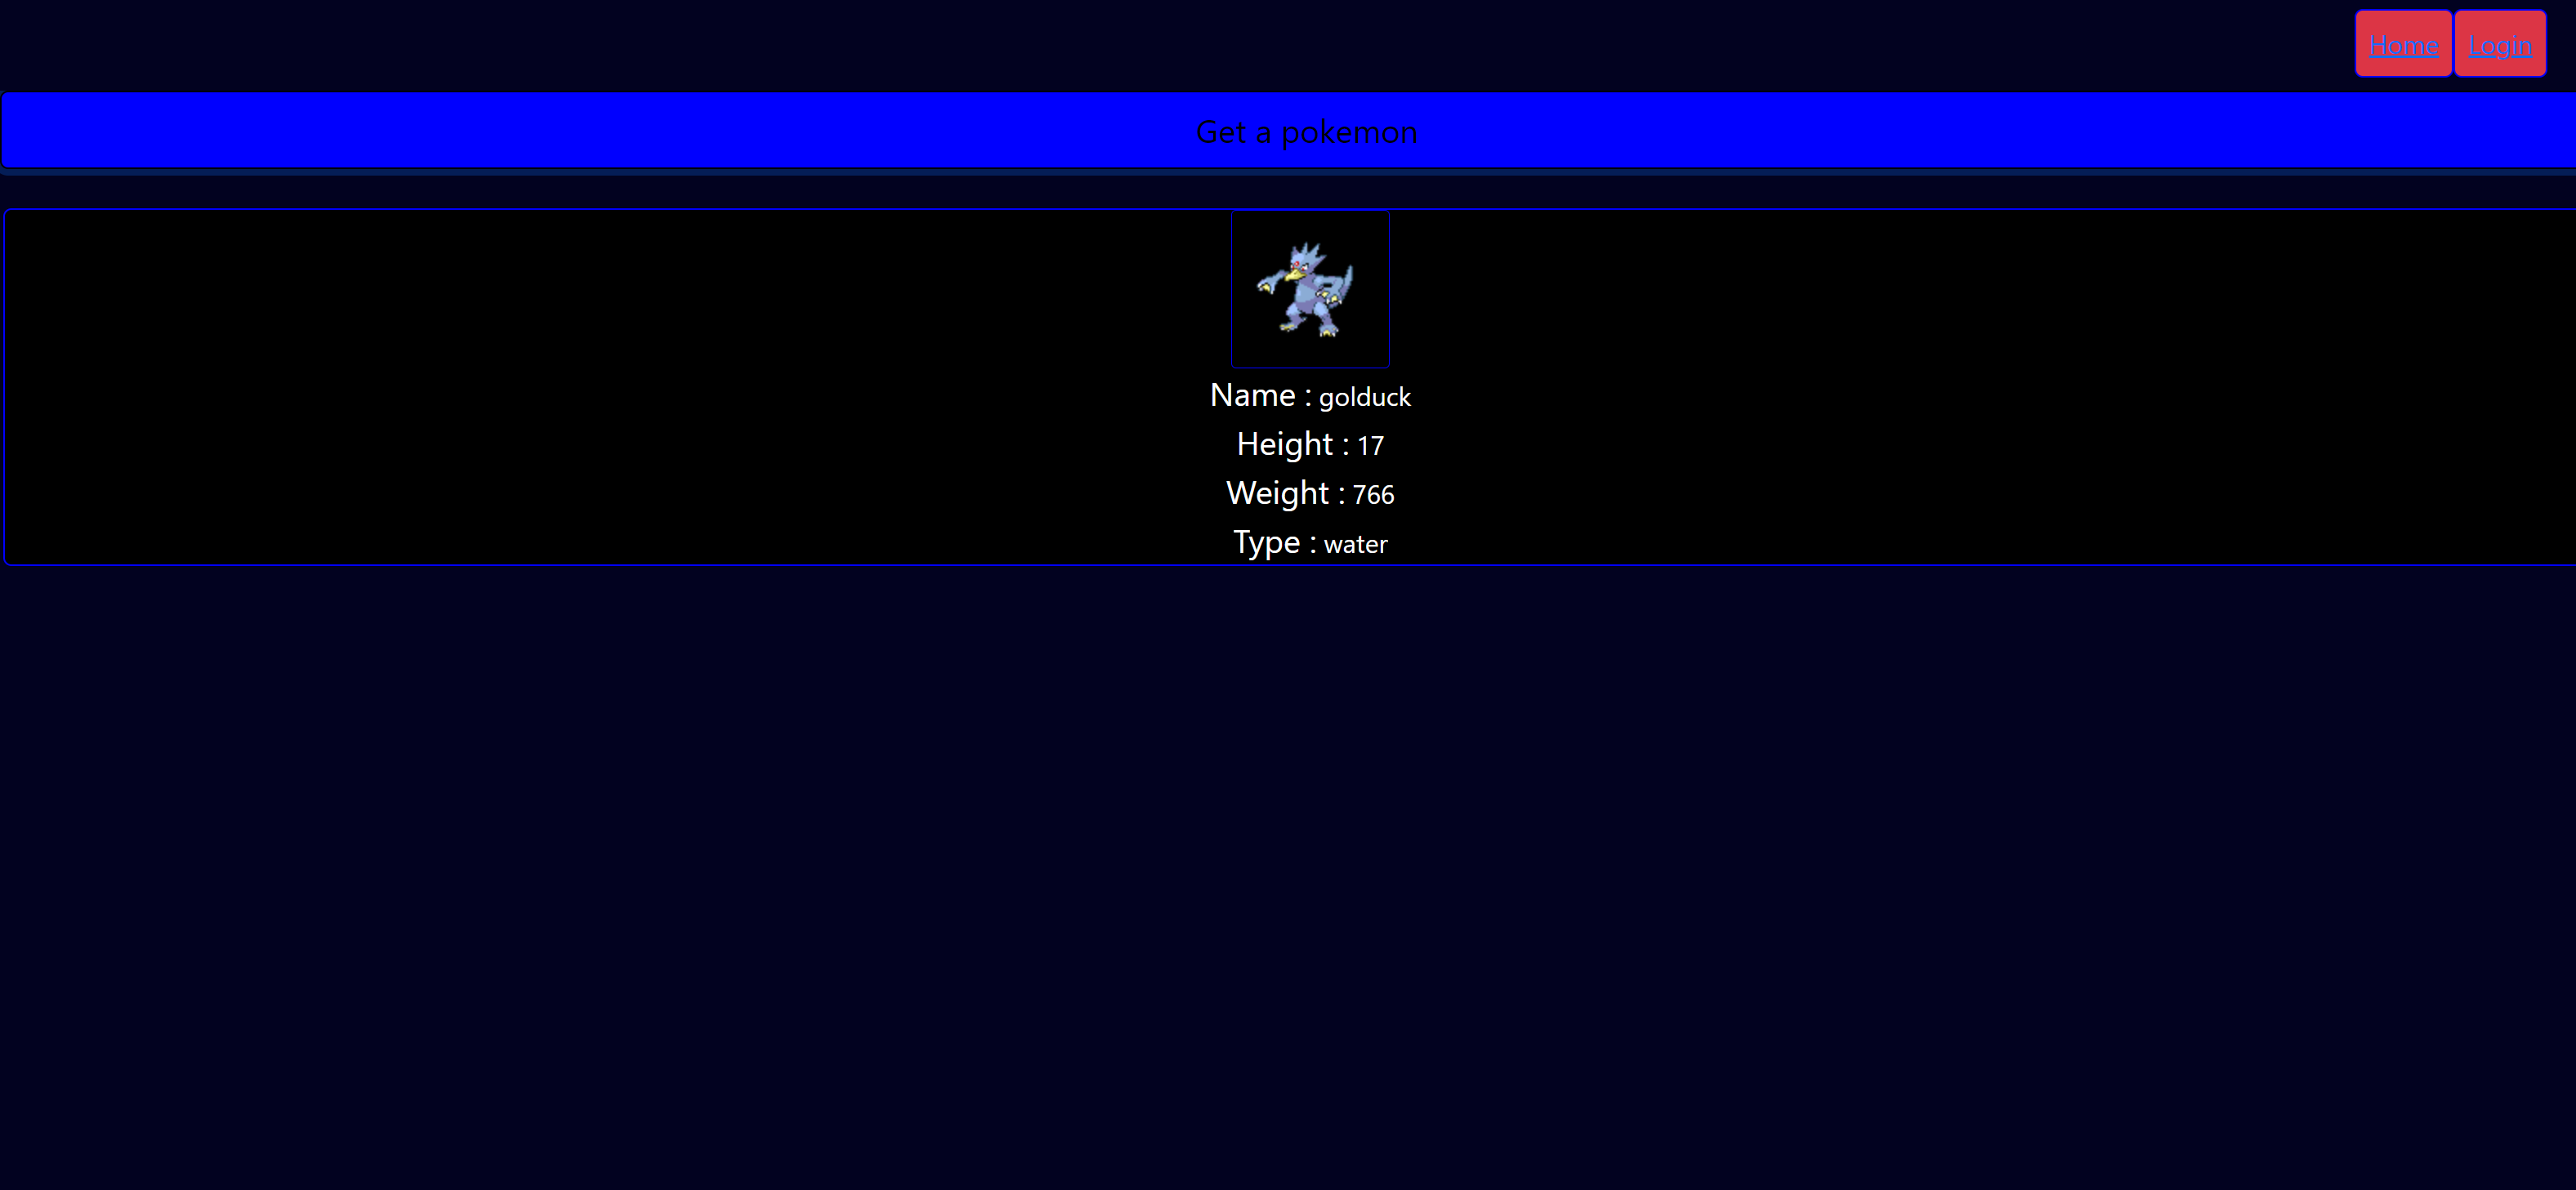 Home Login
Get a pokemon
Name : golduck
Height : 17
Weight : 766
Type : water